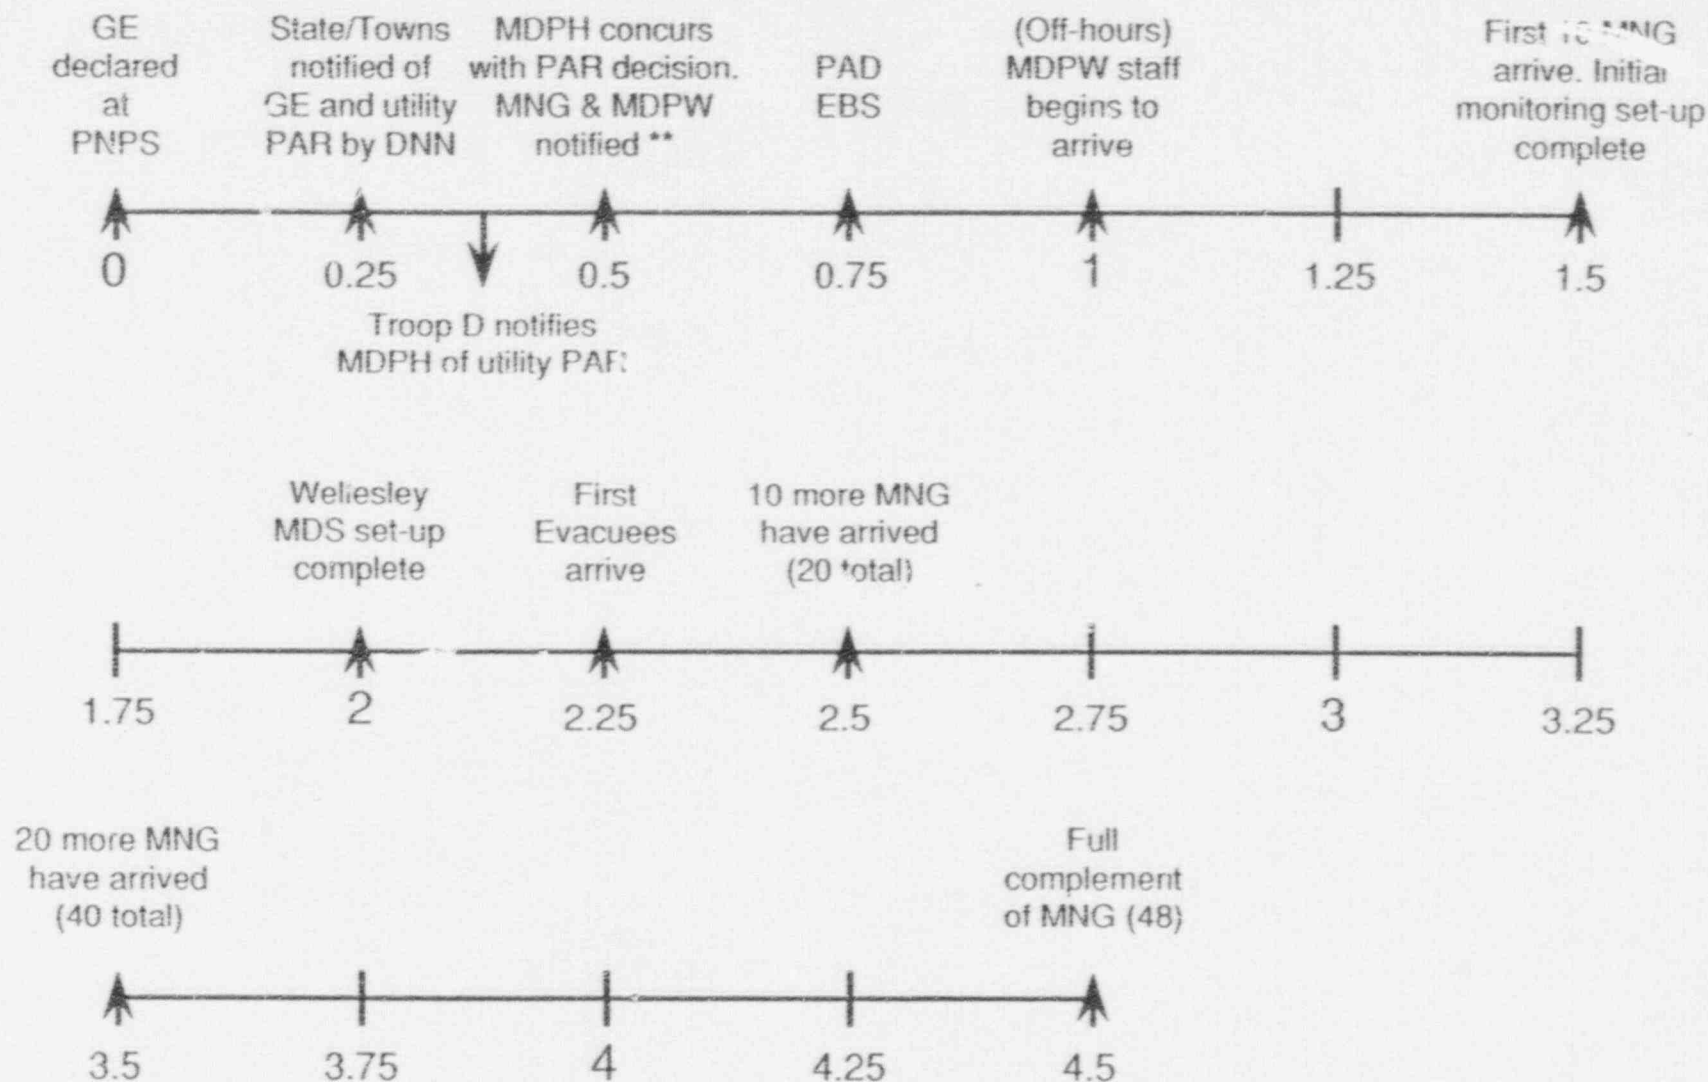 GE
declared
at
PNPS
State/Towns
notified of
GE and utility
PAR by DNN
MDPH concurs
with PAR decision.
MNG & MDPW
notified **
PAD
EBS
(Off-hours)
MDPW staff
begins to
arrive
First 10 MNG
arrive. Initial
monitoring set-up
complete
0
0.25
0.5
0.75
1
1.25
1.5
Troop D notifies
MDPH of utility PAR
Wellesley
MDS set-up
complete
First
Evacuees
arrive
10 more MNG
have arrived
(20 total)
1.75
2
2.25
2.5
2.75
3
3.25
20 more MNG
have arrived
(40 total)
Full
complement
of MNG (48)
3.5
3.75
4
4.25
4.5